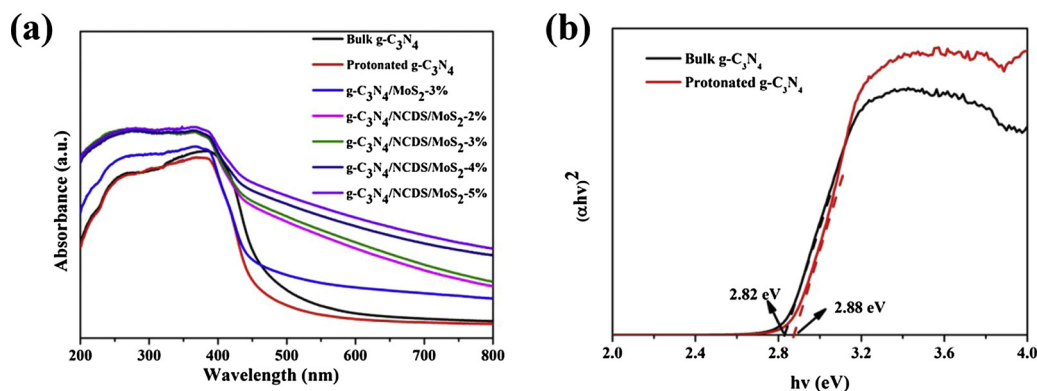 (a)
Absorbance (a.u.)
Bulk g-C3N4
Protonated g-C3N4
g-C3N4/MoS2-3%
g-C3N4/NCDS/MoS2-2%
g-C3N4/NCDS/MoS2-3%
g-C3N4/NCDS/MoS2-4%
g-C3N4/NCDS/MoS2-5%
200 300 400 500 600 700 800
Wavelength (nm)
(b)
(αhν)2
Bulk g-C3N4
Protonated g-C3N4
2.82 eV
2.88 eV
2.0 2.4 2.8 3.2 3.6 4.0
hν (eV)